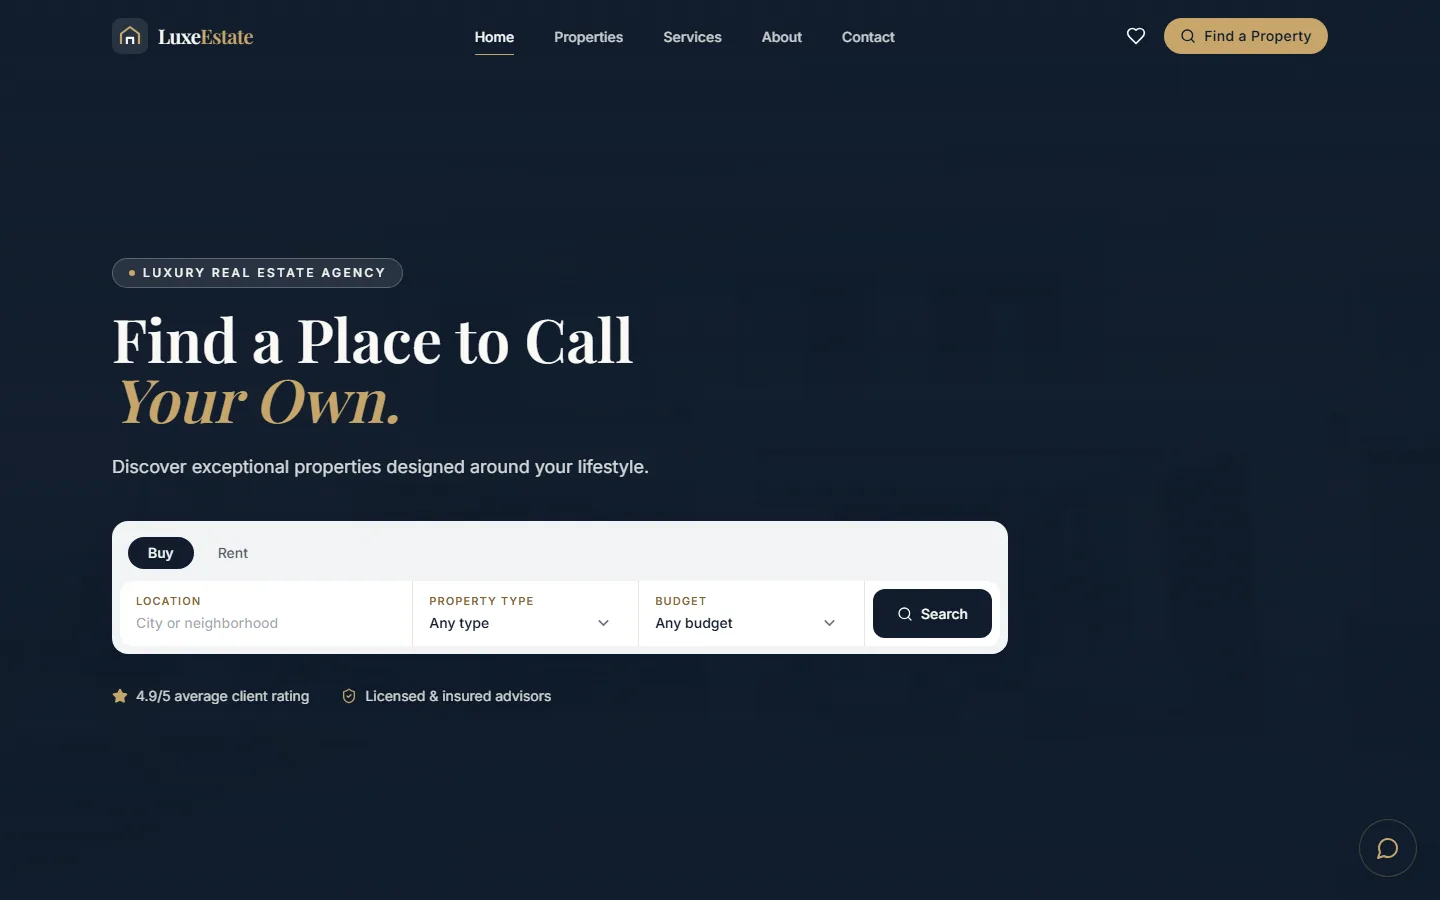 LuxeEstate
Home
Properties
Services
About
Contact
Find a Property
LUXURY REAL ESTATE AGENCY
Find a Place to Call
Your Own.
Discover exceptional properties designed around your lifestyle.
Buy
Rent
LOCATION
City or neighborhood
PROPERTY TYPE
Any type
BUDGET
Any budget
Search
4.9/5 average client rating
Licensed & insured advisors